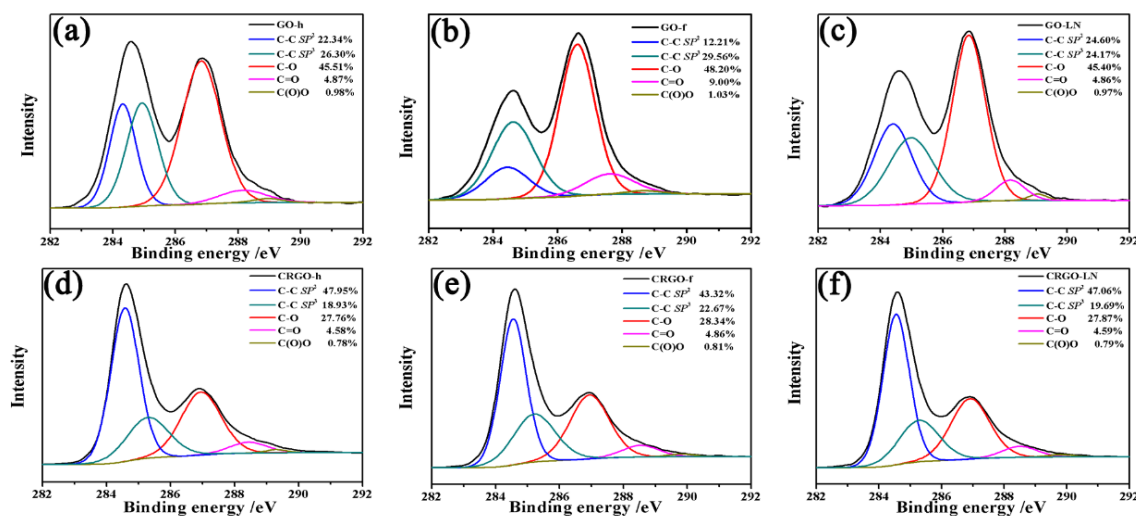 (a)
GO-h
C-C SP² 22.34%
C-C SP³ 26.30%
C-O 45.51%
C=O 4.87%
C(O)O 0.98%
Intensity
282 284 286 288 290 292
Binding energy /eV
(b)
GO-f
C-C SP² 12.21%
C-C SP³ 29.56%
C-O 48.20%
C=O 9.00%
C(O)O 1.03%
Intensity
282 284 286 288 290 292
Binding energy /eV
(c)
GO-LN
C-C SP² 24.60%
C-C SP³ 24.17%
C-O 45.40%
C=O 4.86%
C(O)O 0.97%
Intensity
282 284 286 288 290 292
Binding energy /eV
(d)
CRGO-h
C-C SP² 47.95%
C-C SP³ 18.93%
C-O 27.76%
C=O 4.58%
C(O)O 0.78%
Intensity
282 284 286 288 290 292
Binding energy /eV
(e)
CRGO-f
C-C SP² 43.32%
C-C SP³ 22.67%
C-O 28.34%
C=O 4.86%
C(O)O 0.81%
Intensity
282 284 286 288 290 292
Binding energy /eV
(f)
CRGO-LN
C-C SP² 47.06%
C-C SP³ 19.69%
C-O 27.87%
C=O 4.59%
C(O)O 0.79%
Intensity
282 284 286 288 290 292
Binding energy /eV